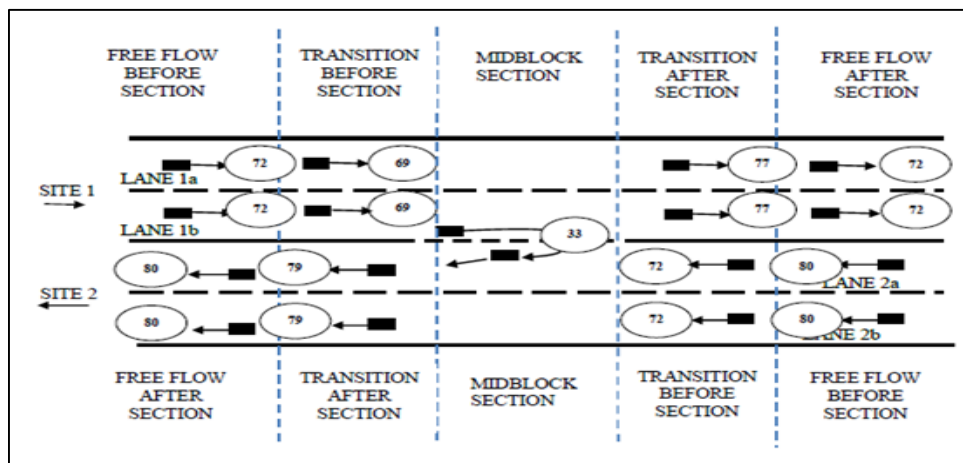 FREE FLOW
BEFORE
SECTION
TRANSITION
BEFORE
SECTION
MIDBLOCK
SECTION
TRANSITION
AFTER
SECTION
FREE FLOW
AFTER
SECTION
72 69 77 72
LANE 1a
SITE 1
72 69 77 72
LANE 1b
33
80 79 72 80
LANE 2a
SITE 2
80 79 72 80
LANE 2b
FREE FLOW
AFTER
SECTION
TRANSITION
AFTER
SECTION
MIDBLOCK
SECTION
TRANSITION
BEFORE
SECTION
FREE FLOW
BEFORE
SECTION